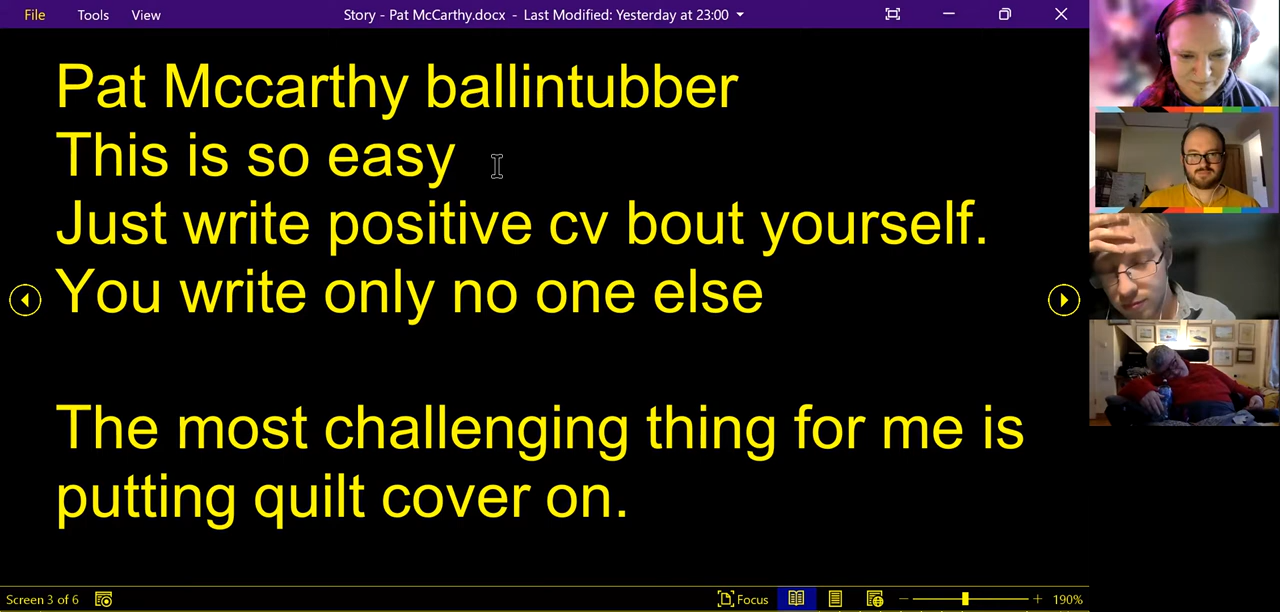 File Tools View Story - Pat McCarthy.docx - Last Modified: Yesterday at 23:00
Pat Mccarthy ballintubber
This is so easy
Just write positive cv bout yourself.
You write only no one else
The most challenging thing for me is
putting quilt cover on.
Screen 3 of 6 Focus 190%